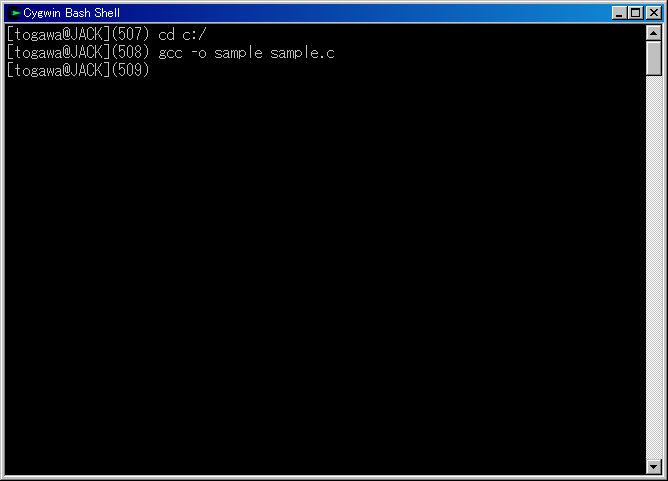 Cygwin Bash Shell
[togawa@JACK](507) cd c:/
[togawa@JACK](508) gcc -o sample sample.c
[togawa@JACK](509)